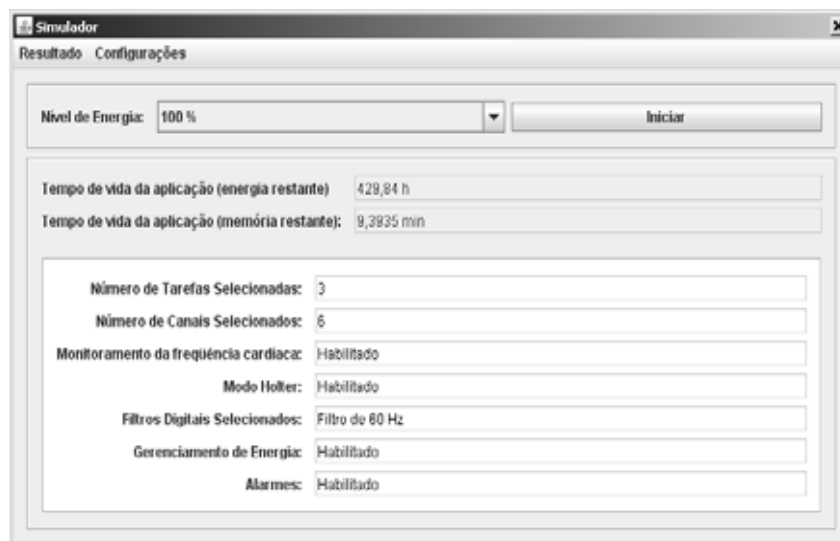 Simulador
Resultado Configurações
Nível de Energia: 100 % Iniciar
Tempo de vida da aplicação (energia restante) 429,84 h
Tempo de vida da aplicação (memória restante): 9,3935 min
Número de Tarefas Selecionadas: 3
Número de Canais Selecionados: 6
Monitoramento da freqüência cardíaca: Habilitado
Modo Holter: Habilitado
Filtros Digitais Selecionados: Filtro de 60 Hz
Gerenciamento de Energia: Habilitado
Alarmes: Habilitado